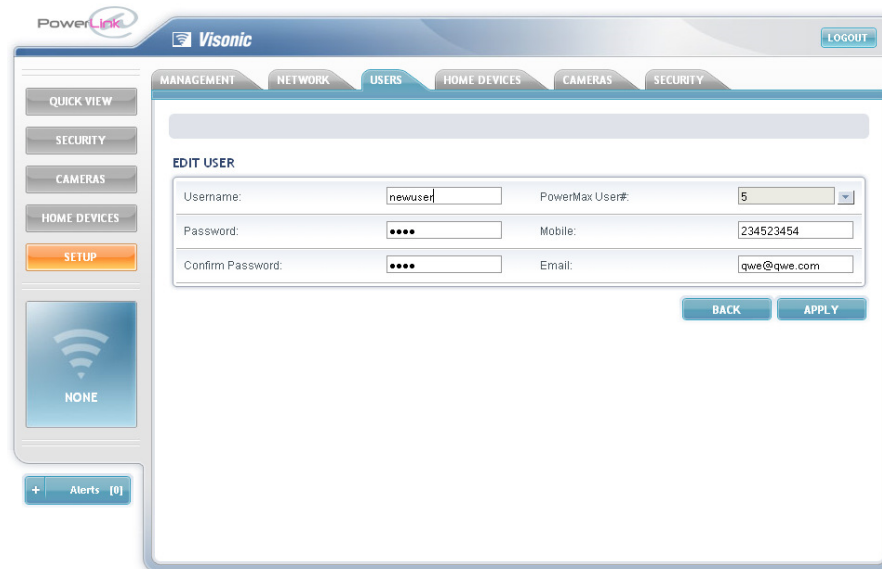 PowerLink
Visonic
LOGOUT
MANAGEMENT NETWORK USERS HOME DEVICES CAMERAS SECURITY
QUICK VIEW
SECURITY
CAMERAS
HOME DEVICES
SETUP
NONE
+ Alerts [0]
EDIT USER
Username: newuser PowerMax User#: 5
Password: •••• Mobile: 234523454
Confirm Password: •••• Email: qwe@qwe.com
BACK APPLY